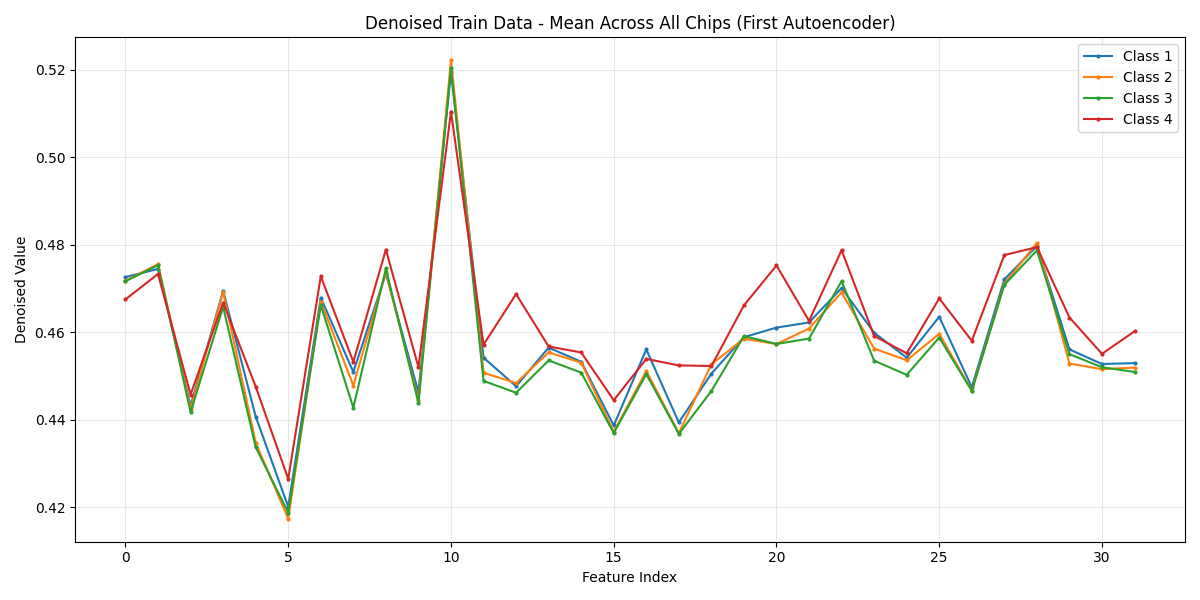 Denoised Train Data - Mean Across All Chips (First Autoencoder)
Class 1
Class 2
Class 3
Class 4
Denoised Value
0.52
0.50
0.48
0.46
0.44
0.42
0 5 10 15 20 25 30
Feature Index